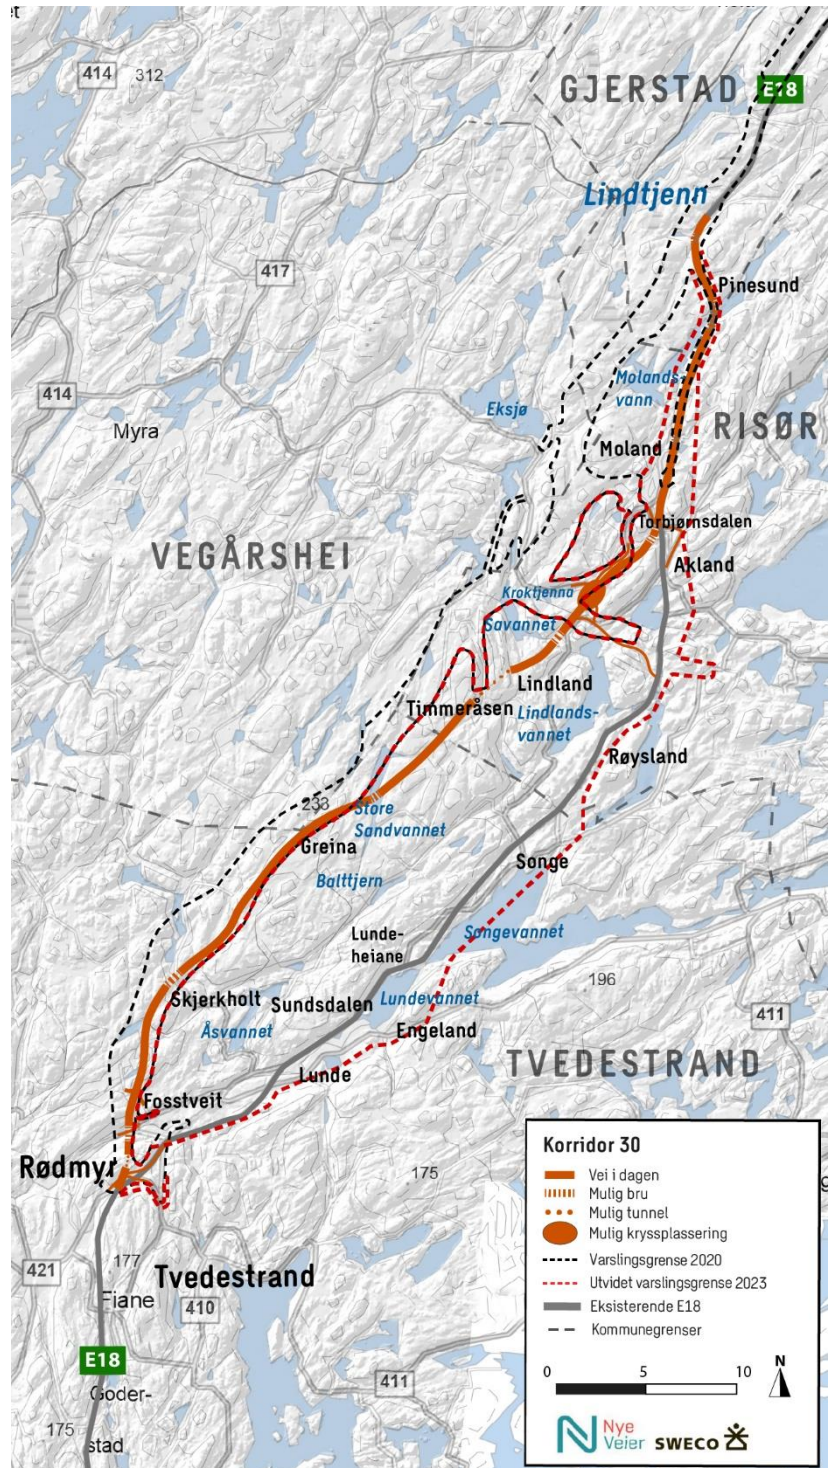 414
312
GJERSTAD
E18
Lindtjenn
417
Pinesund
414
Molands-
vann
Eksjø
RISØR
Myra
Moland
Torbjørnsdalen
VEGÅRSHEI
Akland
Kroktjenna
Savannet
Lindland
Timmeråsen
Lindlands-
vannet
Røysland
233
Store
Sandvannet
Greina
Songe
Balttjern
Lunde-
heiane
Songevannet
Skjerkholt
196
Sundsdalen
Lundevannet
411
Åsvannet
Engeland
TVEDESTRAND
Lunde
Fosstveit
Rødmyr
175
177
421
Tvedestrand
Fiane
410
E18
411
Goder-
175
stad
Korridor 30
Vei i dagen
Mulig bru
Mulig tunnel
Mulig kryssplassering
Varslingsgrense 2020
Utvidet varslingsgrense 2023
Eksisterende E18
Kommunegrenser
0 5 10
N
Nye
Veier
SWECO